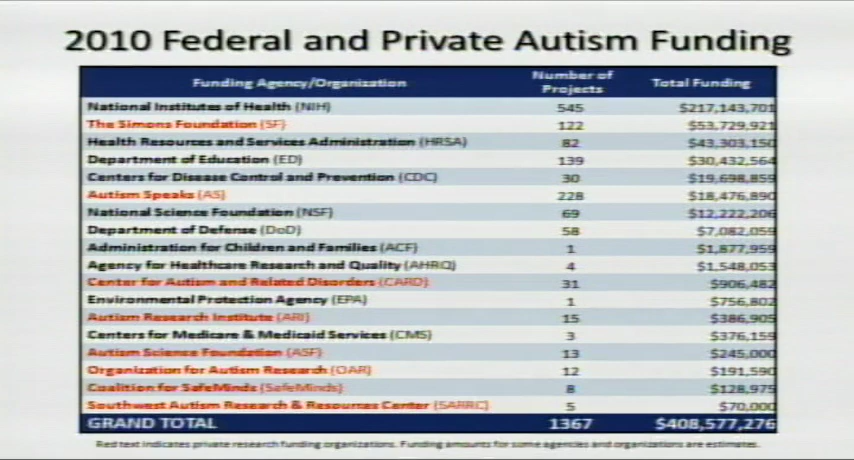 2010 Federal and Private Autism Funding
Funding Agency/Organization Number of Projects Total Funding
National Institutes of Health (NIH) 545 $217,143,701
The Simons Foundation (SF) 122 $53,729,921
Health Resources and Services Administration (HRSA) 82 $43,303,150
Department of Education (ED) 139 $30,432,564
Centers for Disease Control and Prevention (CDC) 30 $19,698,859
Autism Speaks (AS) 228 $18,476,890
National Science Foundation (NSF) 69 $12,222,206
Department of Defense (DoD) 58 $7,082,059
Administration for Children and Families (ACF) 1 $1,877,959
Agency for Healthcare Research and Quality (AHRQ) 4 $1,548,053
Center for Autism and Related Disorders (CARD) 31 $906,482
Environmental Protection Agency (EPA) 1 $756,802
Autism Research Institute (ARI) 15 $386,905
Centers for Medicare & Medicaid Services (CMS) 3 $376,159
Autism Science Foundation (ASF) 13 $245,000
Organization for Autism Research (OAR) 12 $191,590
Coalition for SafeMinds (SafeMinds) 8 $128,975
Southwest Autism Research & Resources Center (SARRC) 5 $70,000
GRAND TOTAL 1367 $408,577,276
Red text indicates private research funding organizations. Funding amounts for some agencies and organizations are estimates.